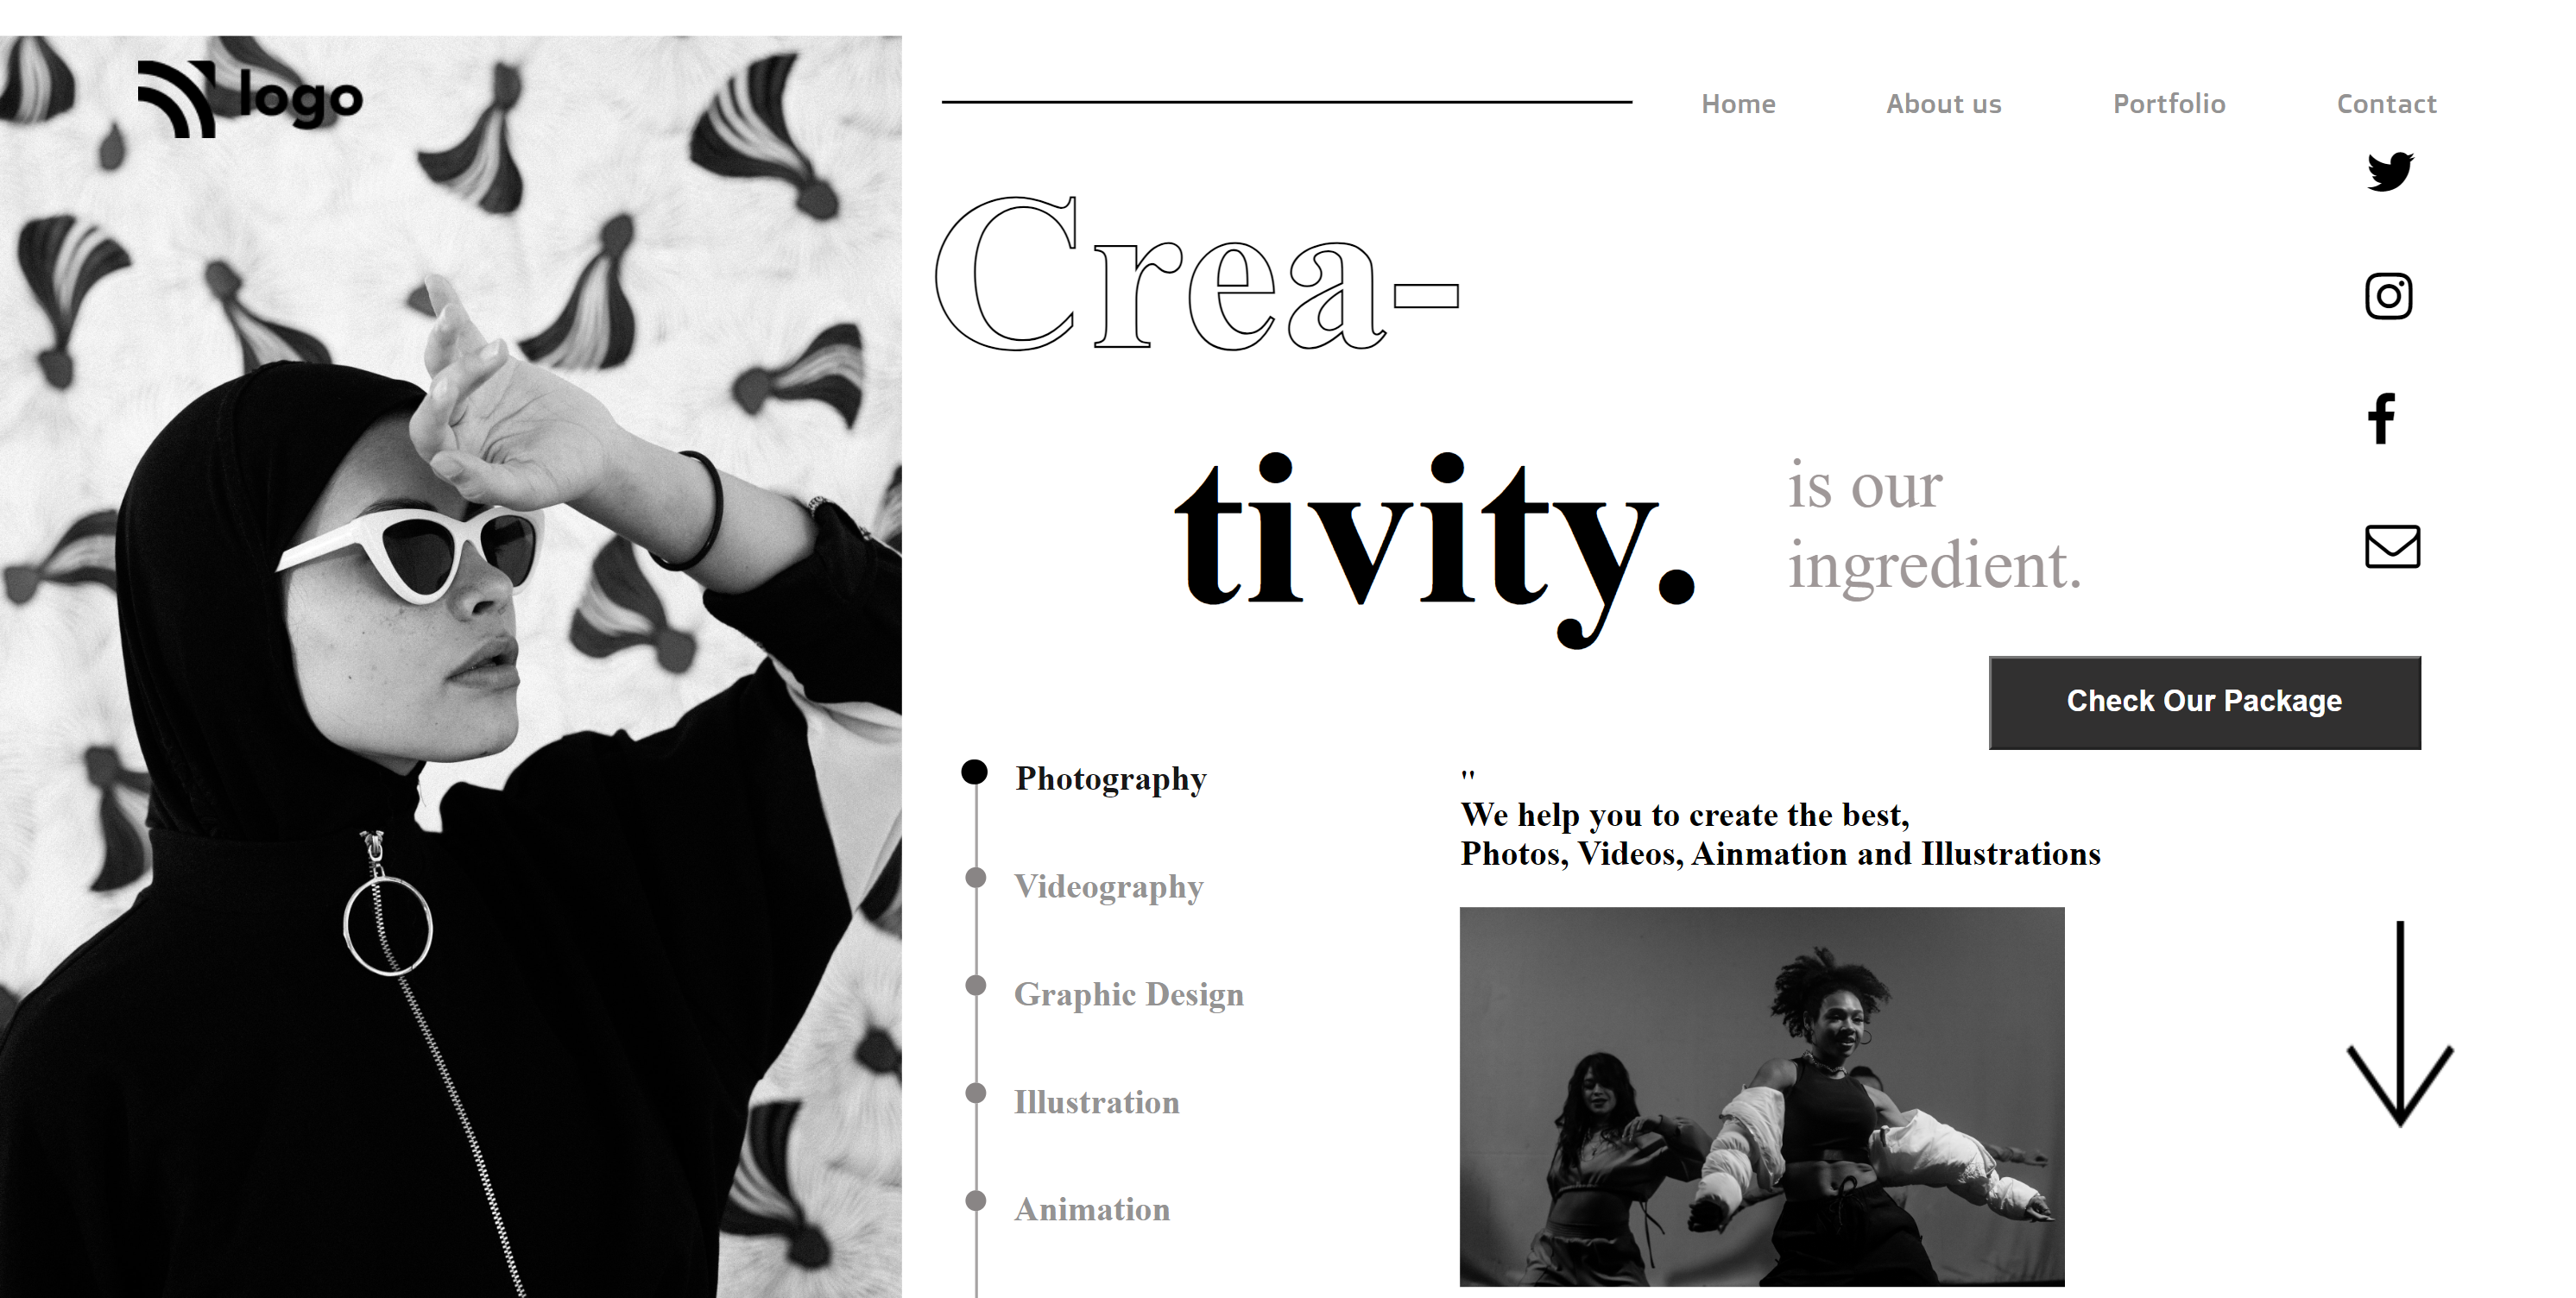 logo
Home About us Portfolio Contact
Crea-
tivity.
is our
ingredient.
Check Our Package
Photography
Videography
Graphic Design
Illustration
Animation
"
We help you to create the best,
Photos, Videos, Ainmation and Illustrations